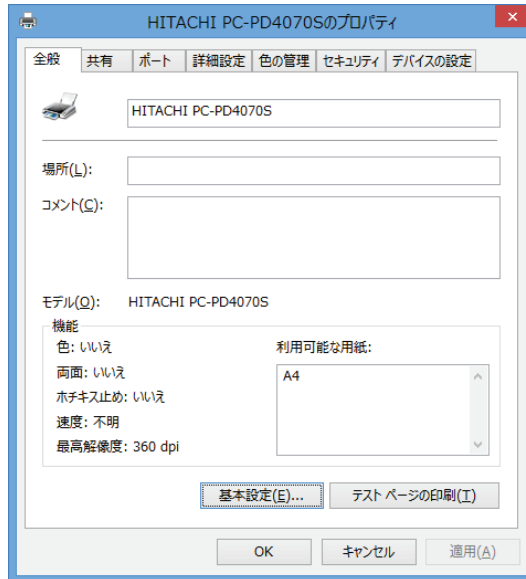 HITACHI PC-PD4070Sのプロパティ
全般 共有 ポート 詳細設定 色の管理 セキュリティ デバイスの設定
HITACHI PC-PD4070S
場所(L):
コメント(C):
モデル(O): HITACHI PC-PD4070S
機能
色: いいえ 利用可能な用紙:
両面: いいえ A4
ホチキス止め: いいえ
速度: 不明
最高解像度: 360 dpi
基本設定(E)... テスト ページの印刷(T)
OK キャンセル 適用(A)